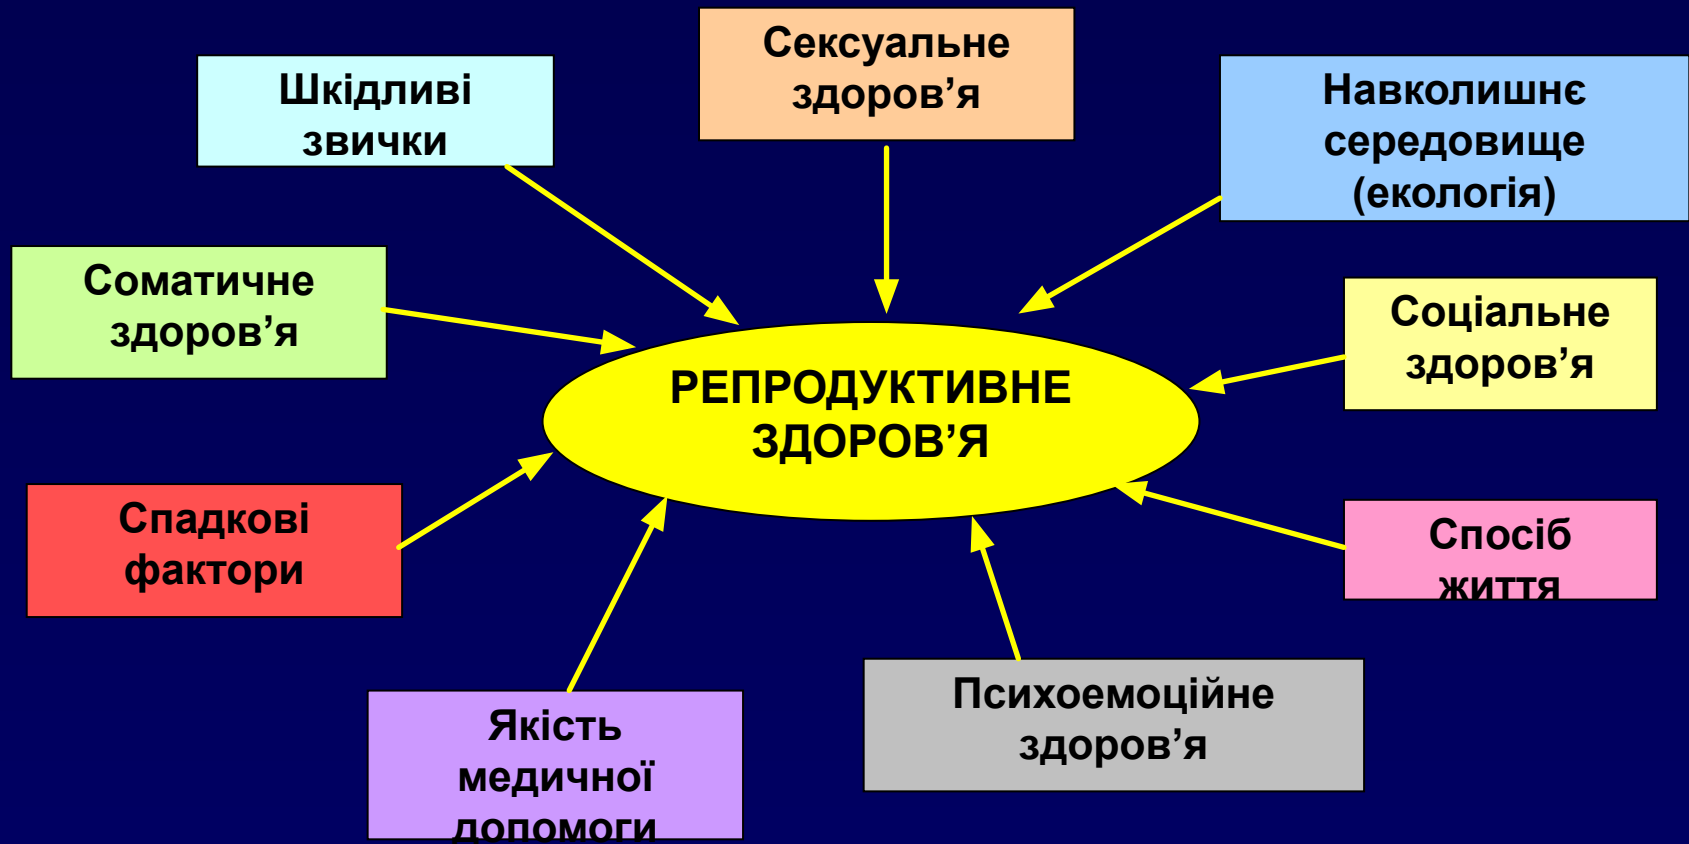 Сексуальне
здоров’я
Шкідливі
звички
Навколишнє
середовище
(екологія)
Соматичне
здоров’я
Соціальне
здоров’я
РЕПРОДУКТИВНЕ
ЗДОРОВ’Я
Спадкові
фактори
Спосіб
життя
Психоемоційне
здоров’я
Якість
медичної
допомоги